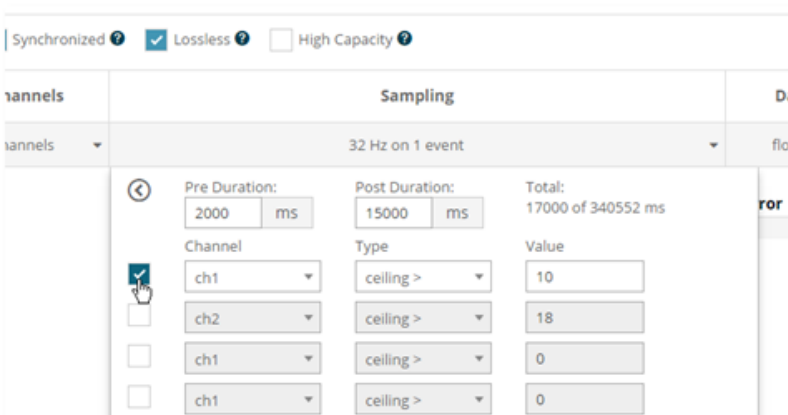 Synchronized ? Lossless ? High Capacity ?
Sampling
32 Hz on 1 event
Pre Duration: Post Duration: Total:
2000 ms 15000 ms 17000 of 340552 ms
Channel Type Value
ch1 ceiling > 10
ch2 ceiling > 18
ch1 ceiling > 0
ch1 ceiling > 0